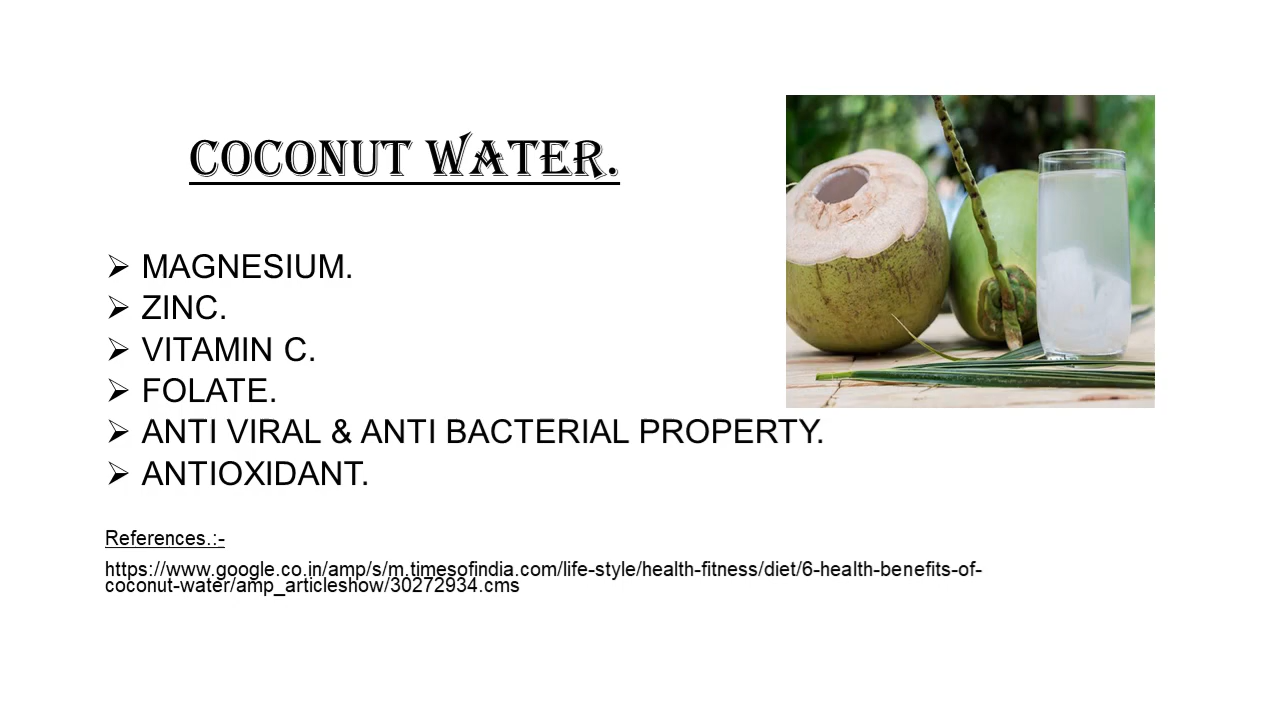 COCONUT WATER.
➢ MAGNESIUM.
➢ ZINC.
➢ VITAMIN C.
➢ FOLATE.
➢ ANTI VIRAL & ANTI BACTERIAL PROPERTY.
➢ ANTIOXIDANT.
References.:-
https://www.google.co.in/amp/s/m.timesofindia.com/life-style/health-fitness/diet/6-health-benefits-of-
coconut-water/amp_articleshow/30272934.cms